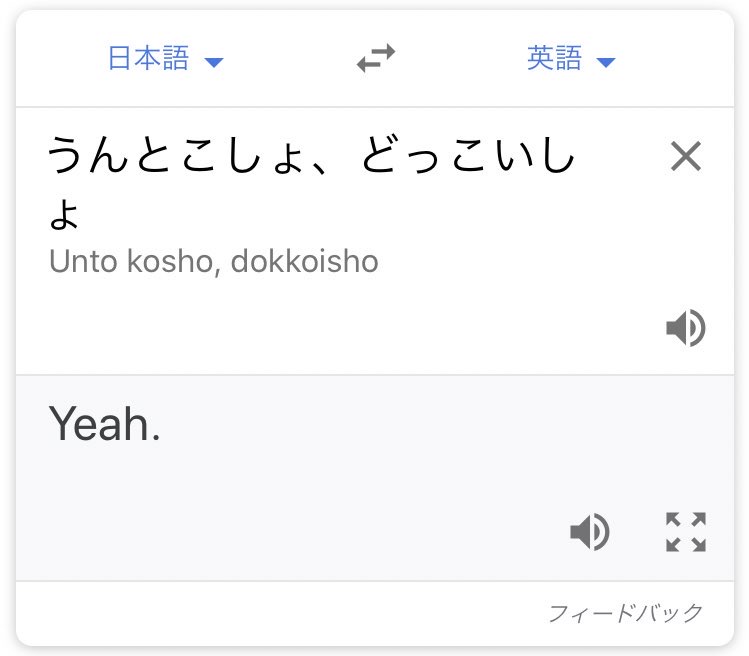 日本語 英語
うんとこしょ、どっこいし
ょ
Unto kosho, dokkoisho
Yeah.
フィードバック